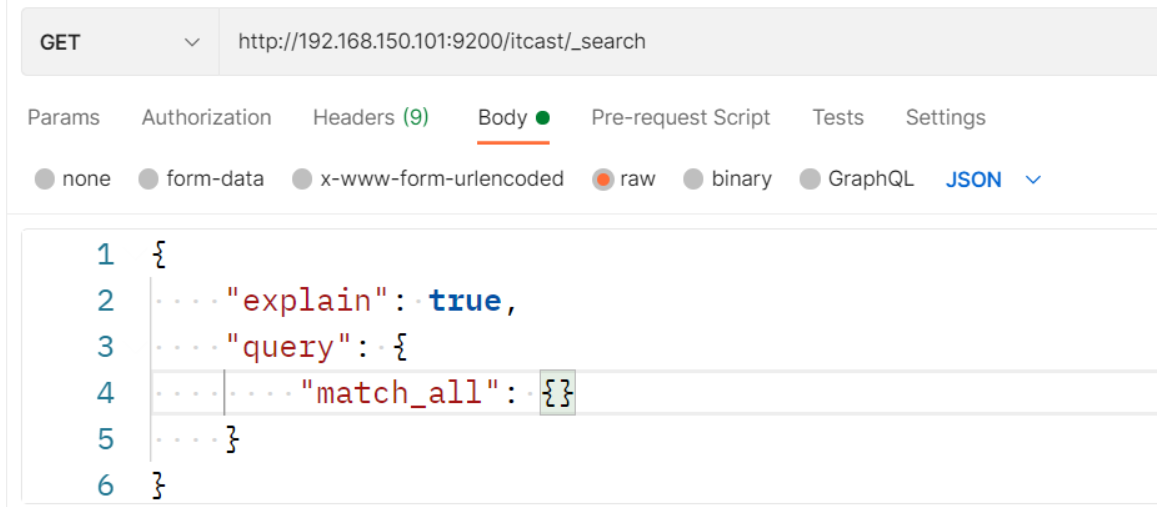 GET http://192.168.150.101:9200/itcast/_search
Params Authorization Headers (9) Body Pre-request Script Tests Settings
none form-data x-www-form-urlencoded raw binary GraphQL JSON
1 {
2     "explain": true,
3     "query": {
4         "match_all": {}
5     }
6 }